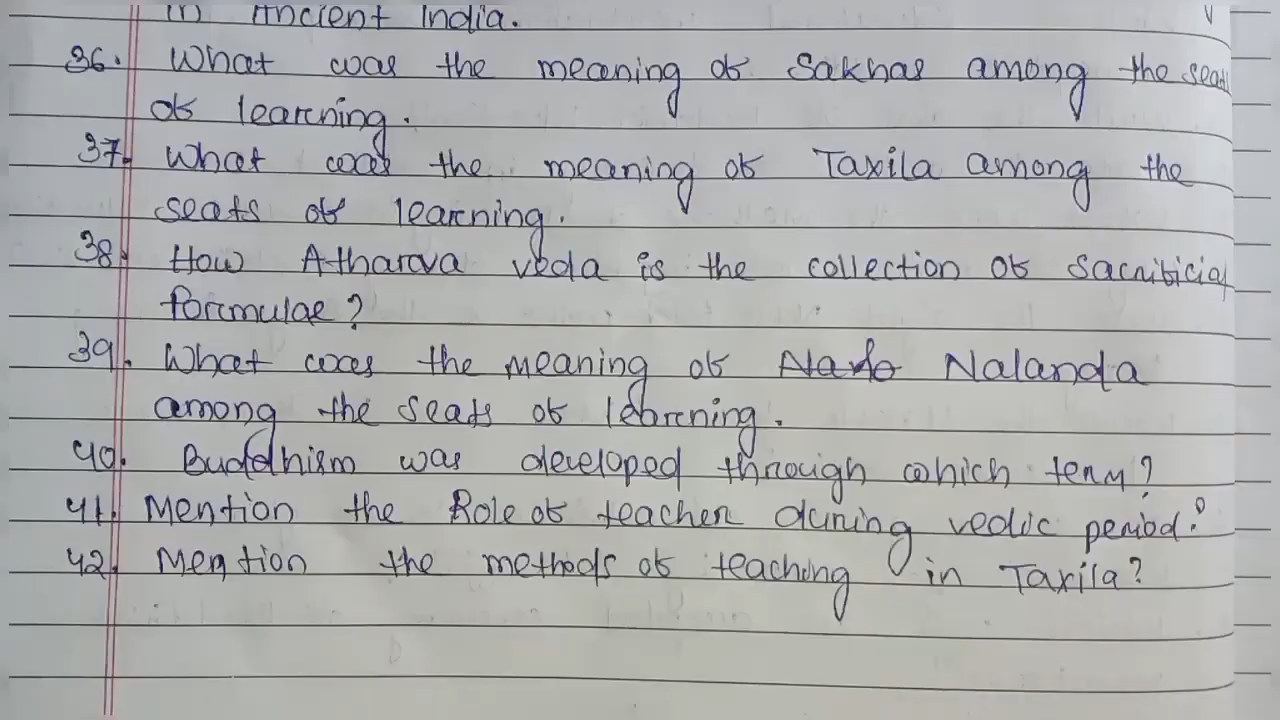 in Ancient India.
36. What was the meaning of Sakhas among the seats
of learning.
37. What was the meaning of Taxila among the
seats of learning.
38. How Atharva veda is the collection of sacrificial
formulae?
39. What was the meaning of Nalanda
among the seats of learning.
40. Buddhism was developed through which term?
41. Mention the Role of teacher during vedic period?
42. Mention the methods of teaching in Taxila?